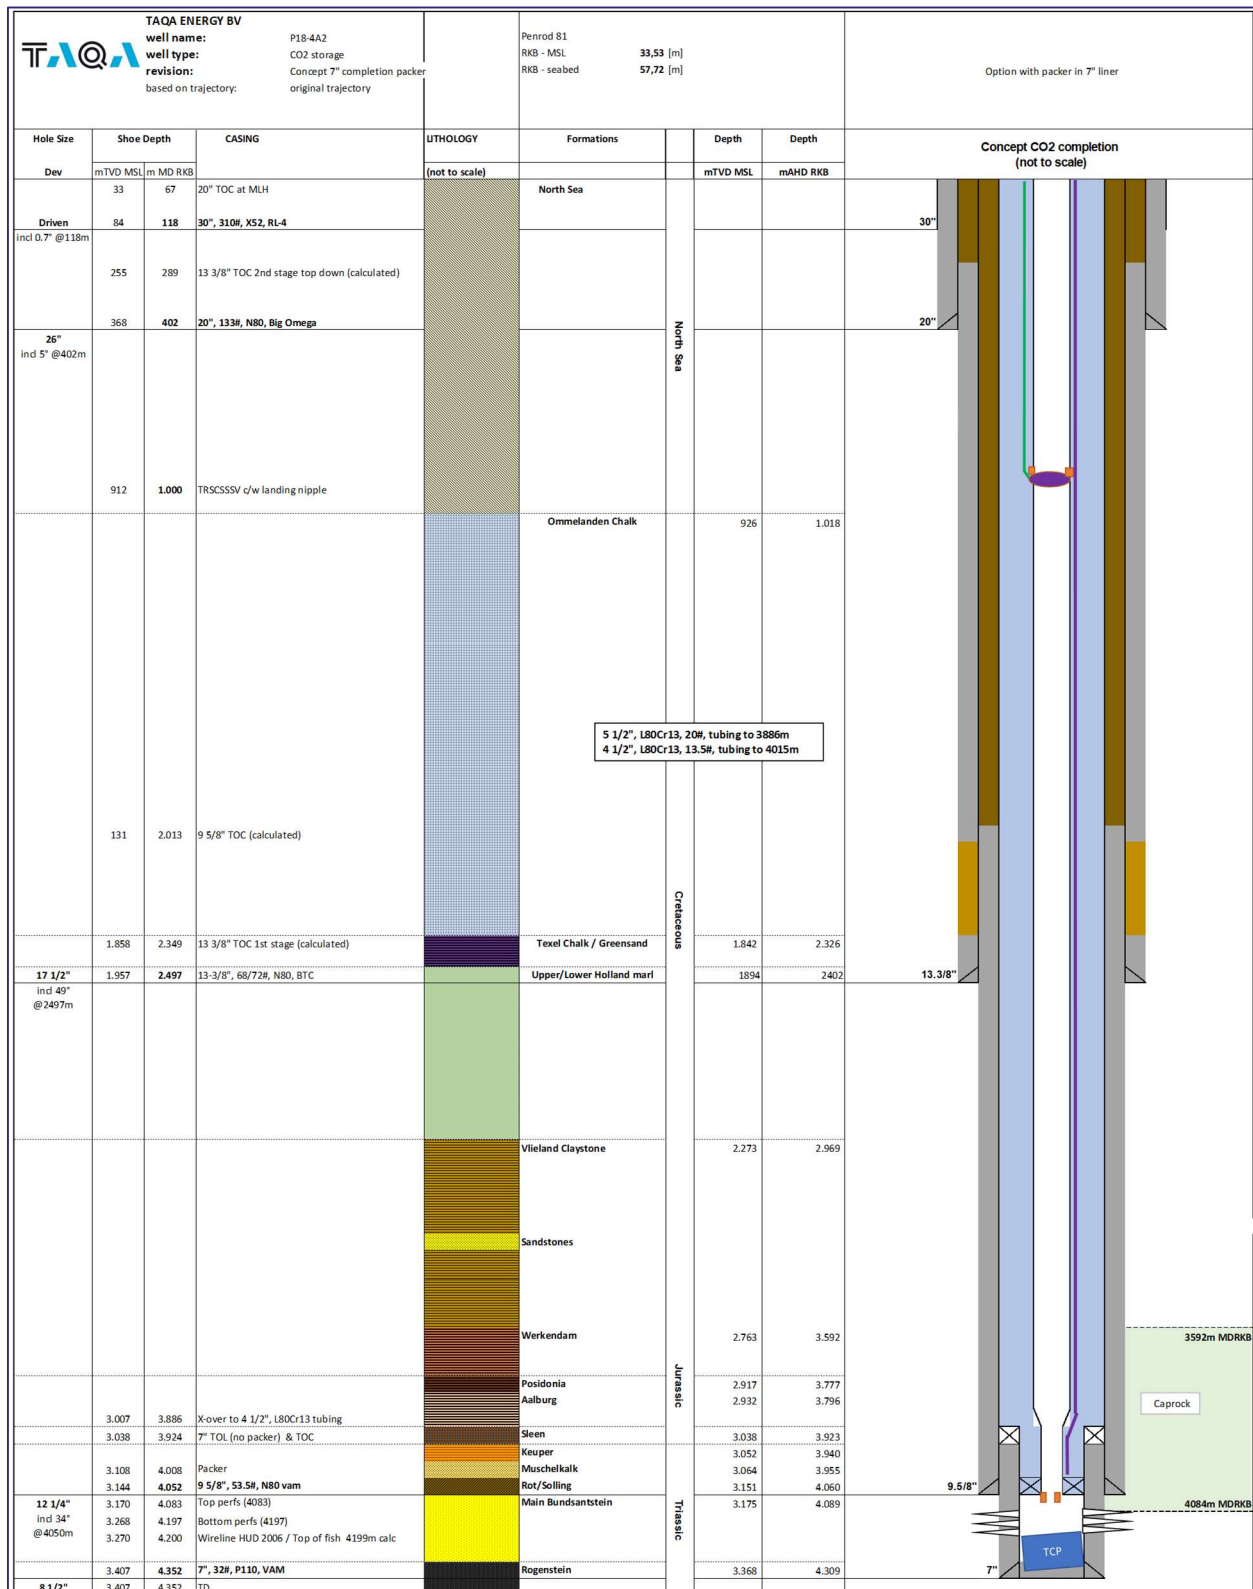 TAQA
TAQA ENERGY BV
well name: P18-4A2
well type: CO2 storage
revision: Concept 7" completion packer
based on trajectory: original trajectory
Penrod 81
RKB - MSL 33,53 [m]
RKB - seabed 57,72 [m]
Option with packer in 7" liner
Hole Size Shoe Depth CASING LITHOLOGY Formations Depth Depth
Dev mTVD MSL m MD RKB (not to scale) mTVD MSL mAHD RKB
Concept CO2 completion
(not to scale)
33 67 20" TOC at MLH North Sea
Driven 84 118 30", 310#, X52, RL-4 30"
incl 0.7° @118m
255 289 13 3/8" TOC 2nd stage top down (calculated)
368 402 20", 133#, N80, Big Omega 20"
26"
incl 5° @402m
North Sea
912 1.000 TRSCSSSV c/w landing nipple
Ommelanden Chalk 926 1.018
5 1/2", L80Cr13, 20#, tubing to 3886m
4 1/2", L80Cr13, 13.5#, tubing to 4015m
131 2.013 9 5/8" TOC (calculated)
Cretaceous
1.858 2.349 13 3/8" TOC 1st stage (calculated) Texel Chalk / Greensand 1.842 2.326
17 1/2" 1.957 2.497 13-3/8", 68/72#, N80, BTC Upper/Lower Holland marl 1894 2402 13.3/8"
incl 49°
@2497m
Vlieland Claystone 2.273 2.969
Sandstones
Werkendam 2.763 3.592 3592m MDRKB
Jurassic
Posidonia 2.917 3.777
Aalburg 2.932 3.796
Caprock
3.007 3.886 X-over to 4 1/2", L80Cr13 tubing
3.038 3.924 7" TOL (no packer) & TOC Sleen 3.038 3.923
Keuper 3.052 3.940
3.108 4.008 Packer Muschelkalk 3.064 3.955
3.144 4.052 9 5/8", 53.5#, N80 vam Rot/Solling 3.151 4.060 9.5/8"
Triassic
12 1/4" 3.170 4.083 Top perfs (4083) Main Bundsantstein 3.175 4.089 4084m MDRKB
incl 34° 3.268 4.197 Bottom perfs (4197)
@4050m 3.270 4.200 Wireline HUD 2006 / Top of fish 4199m calc
TCP
3.407 4.352 7", 32#, P110, VAM Rogenstein 3.368 4.309 7"
8 1/2" 3.407 4.352 TD